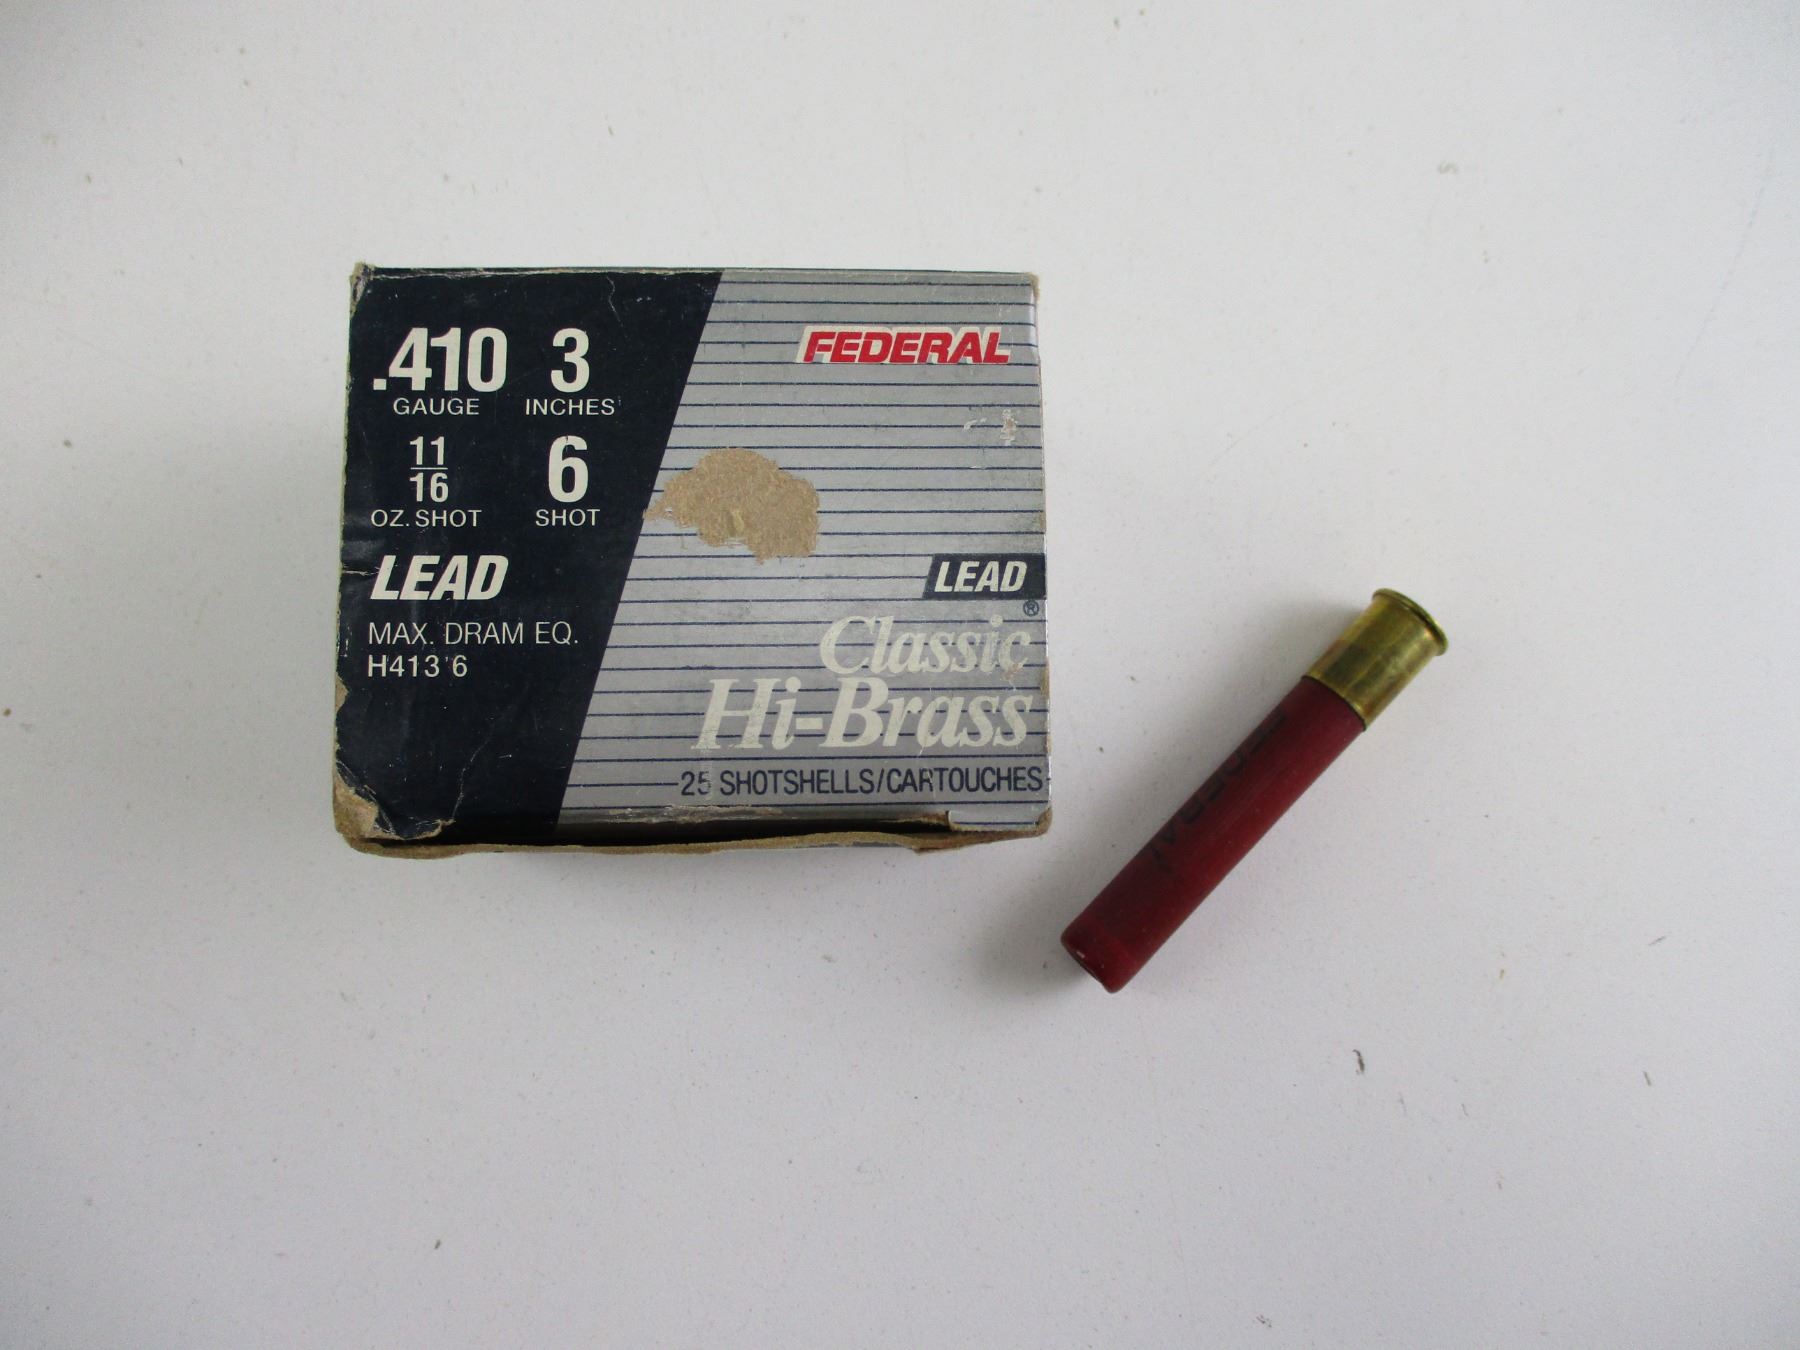 .410 3
GAUGE INCHES
11/16 6
OZ. SHOT SHOT
LEAD
MAX. DRAM EQ.
H413 6
FEDERAL
LEAD
Classic®
Hi-Brass
25 SHOTSHELLS/CARTOUCHES
FEDERAL